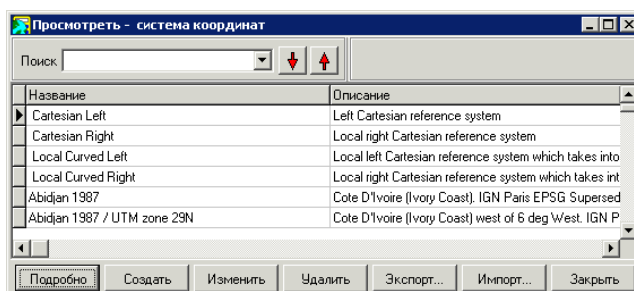 Просмотреть - система координат
Поиск
Название Описание
Cartesian Left Left Cartesian reference system
Cartesian Right Local right Cartesian reference system
Local Curved Left Local left Cartesian reference system which takes into
Local Curved Right Local right Cartesian reference system which takes int
Abidjan 1987 Cote D'Ivoire (Ivory Coast). IGN Paris EPSG Supersed
Abidjan 1987 / UTM zone 29N Cote D'Ivoire (Ivory Coast) west of 6 deg West. IGN P
Подробно Создать Изменить Удалить Экспорт... Импорт... Закрыть